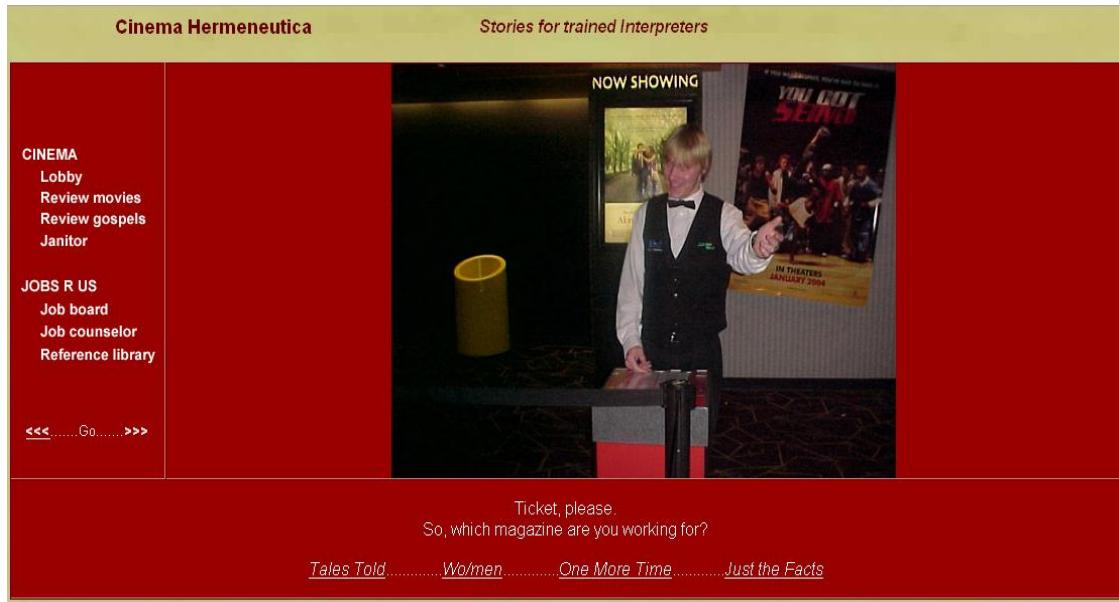 Cinema Hermeneutica
Stories for trained Interpreters
CINEMA
Lobby
Review movies
Review gospels
Janitor
JOBS R US
Job board
Job counselor
Reference library
<<<.......Go.......>>>
NOW SHOWING
YOU GOT
SERVED
IN THEATERS
JANUARY 2004
Ticket, please.
So, which magazine are you working for?
Tales Told.............Wo/men.............One More Time............Just the Facts